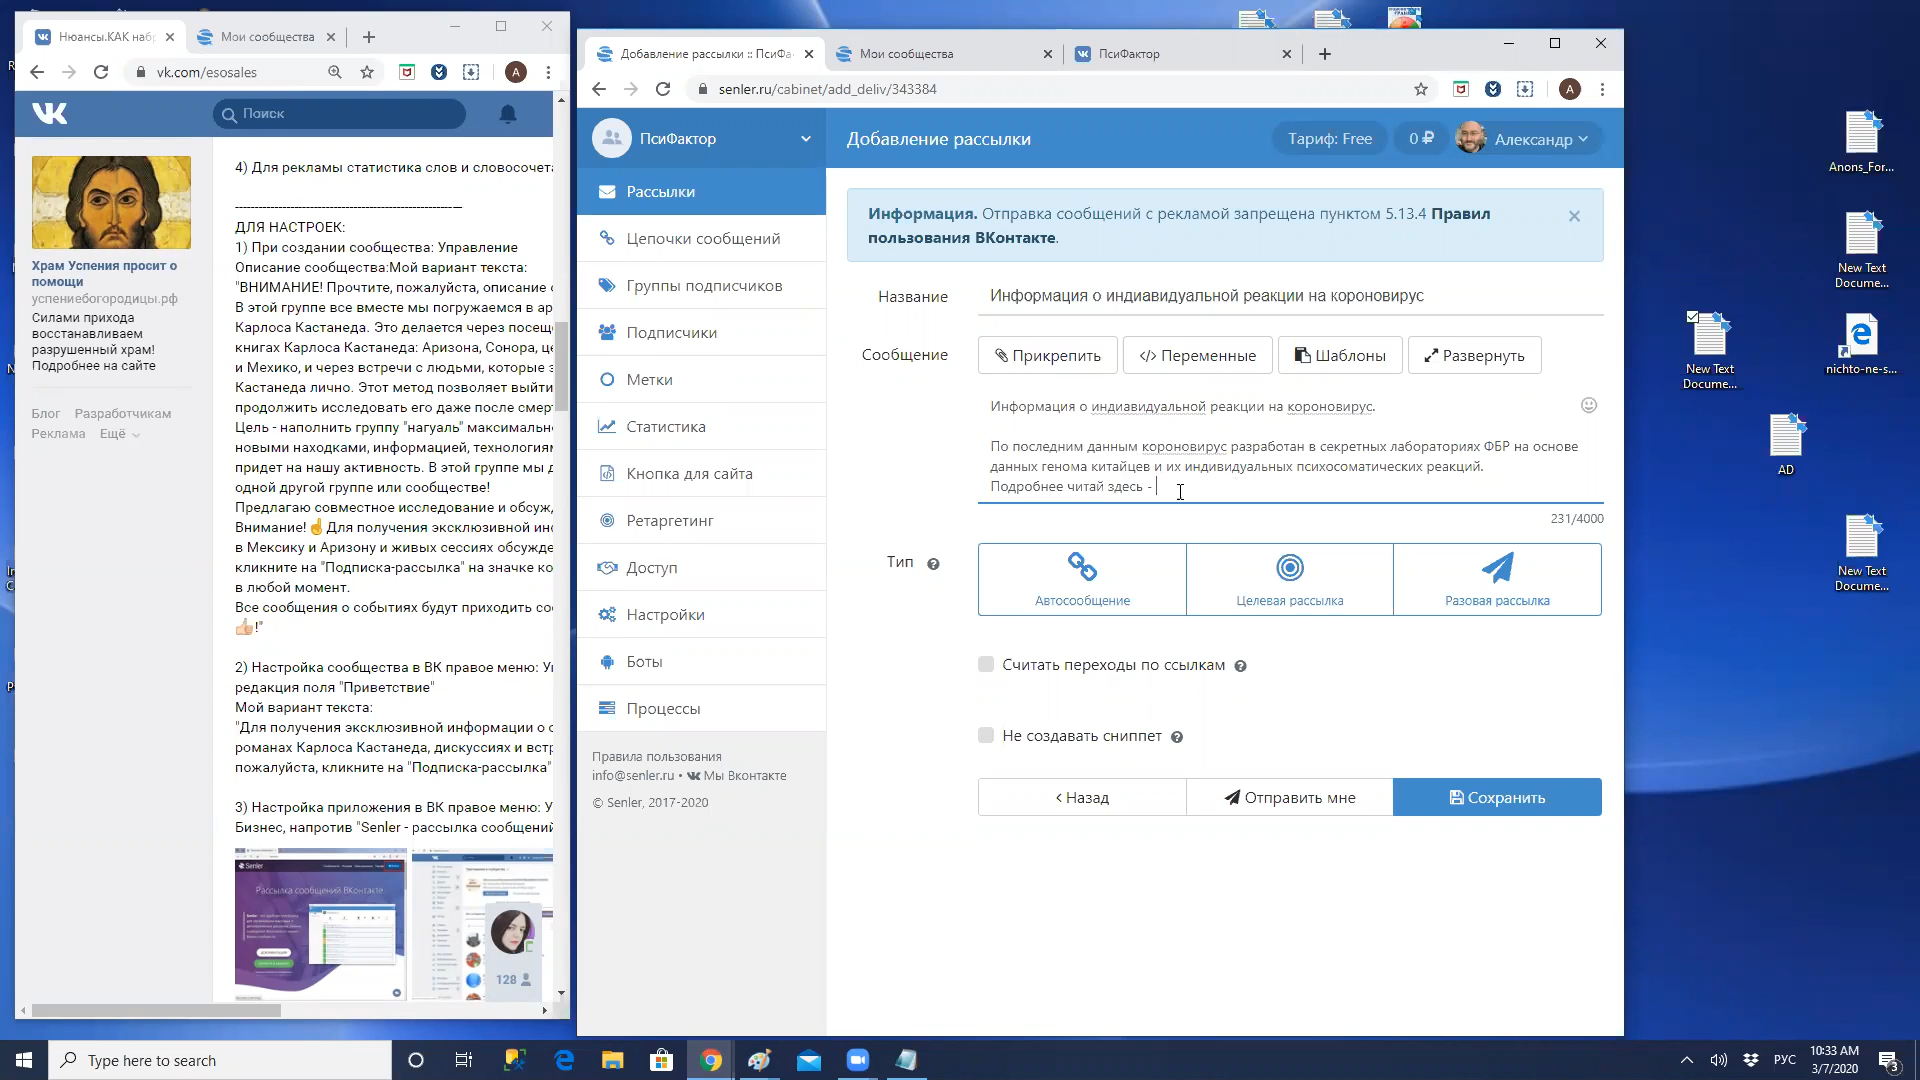 Нюансы.КАК наб
Мои сообщества
vk.com/esosales
A
Поиск
Храм Успения просит о
помощи
успениебогородицы.рф
Силами прихода
восстанавливаем
разрушенный храм!
Подробнее на сайте
Блог Разработчикам
Реклама Ещё
4) Для рекламы статистика слов и словосочета
---------------------------------------------------------—
ДЛЯ НАСТРОЕК:
1) При создании сообщества: Управление
Описание сообщества:Мой вариант текста:
"ВНИМАНИЕ! Прочтите, пожалуйста, описание
В этой группе все вместе мы погружаемся в ар
Карлоса Кастанеда. Это делается через посещ
книгах Карлоса Кастанеда: Аризона, Сонора, це
и Мехико, и через встречи с людьми, которые
Кастанеда лично. Этот метод позволяет выйти
продолжить исследовать его даже после смер
Цель - наполнить группу "нагуаль" максимально
новыми находками, информацией, технология
придет на нашу активность. В этой группе мы
одной другой группе или сообществе!
Предлагаю совместное исследование и обсуж
Внимание!☝Для получения эксклюзивной ин
в Мексику и Аризону и живых сессиях обсужде
кликните на "Подписка-рассылка" на значке ко
в любой момент.
Все сообщения о событиях будут приходить со
👍!"
2) Настройка сообщества в ВК правое меню: У
редакция поля "Приветствие"
Мой вариант текста:
"Для получения эксклюзивной информации о с
романах Карлоса Кастанеда, дискуссиях и встр
пожалуйста, кликните на "Подписка-рассылка"
3) Настройка приложения в ВК правое меню: У
Бизнес, напротив "Senler - рассылка сообщений
Senler
Рассылка сообщений ВКонтакте
128
Добавление рассылки :: ПсиФа
Мои сообщества
ПсиФактор
senler.ru/cabinet/add_deliv/343384
A
ПсиФактор
Добавление рассылки
Тариф: Free
0 ₽
Александр
Рассылки
Цепочки сообщений
Группы подписчиков
Подписчики
Метки
Статистика
Кнопка для сайта
Ретаргетинг
Доступ
Настройки
Боты
Процессы
Правила пользования
info@senler.ru • Мы Вконтакте
© Senler, 2017-2020
Информация. Отправка сообщений с рекламой запрещена пунктом 5.13.4 Правил
пользования ВКонтакте.
Название
Информация о индиавидуальной реакции на короновирус
Сообщение
Прикрепить
</> Переменные
Шаблоны
Развернуть
Информация о индиавидуальной реакции на короновирус.
По последним данным короновирус разработан в секретных лабораториях ФБР на основе
данных генома китайцев и их индивидуальных психосоматических реакций.
Подробнее читай здесь -
231/4000
Тип
Автосообщение
Целевая рассылка
Разовая рассылка
Считать переходы по ссылкам
Не создавать сниппет
‹ Назад
Отправить мне
Сохранить
Anons_For...
New Text
Docume...
New Text
Docume...
nichto-ne-s...
AD
New Text
Docume...
Type here to search
РУС
10:33 AM
3/7/2020
3